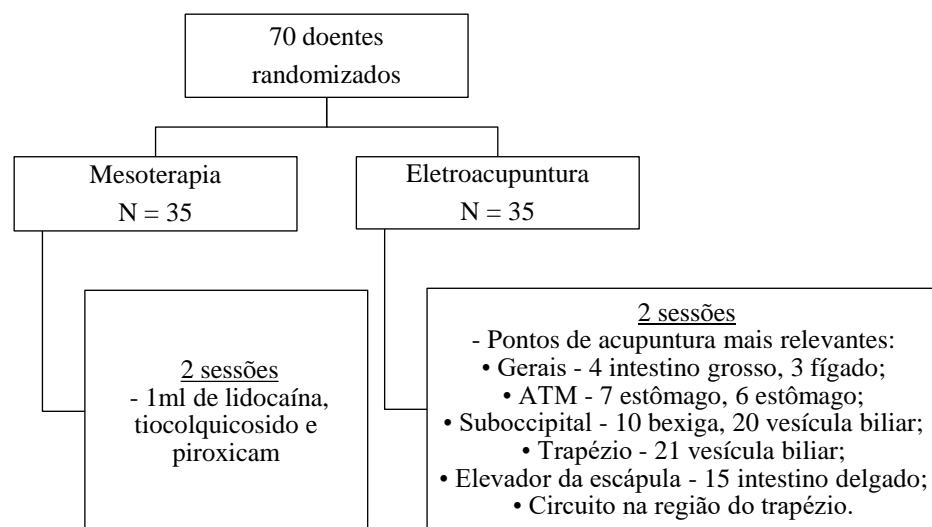 70 doentes
randomizados
Mesoterapia
N = 35
Eletroacupuntura
N = 35
2 sessões
- 1ml de lidocaína,
tiocolquicosido e
piroxicam
2 sessões
- Pontos de acupuntura mais relevantes:
• Gerais - 4 intestino grosso, 3 fígado;
• ATM - 7 estômago, 6 estômago;
• Suboccipital - 10 bexiga, 20 vesícula biliar;
• Trapézio - 21 vesícula biliar;
• Elevador da escápula - 15 intestino delgado;
• Circuito na região do trapézio.